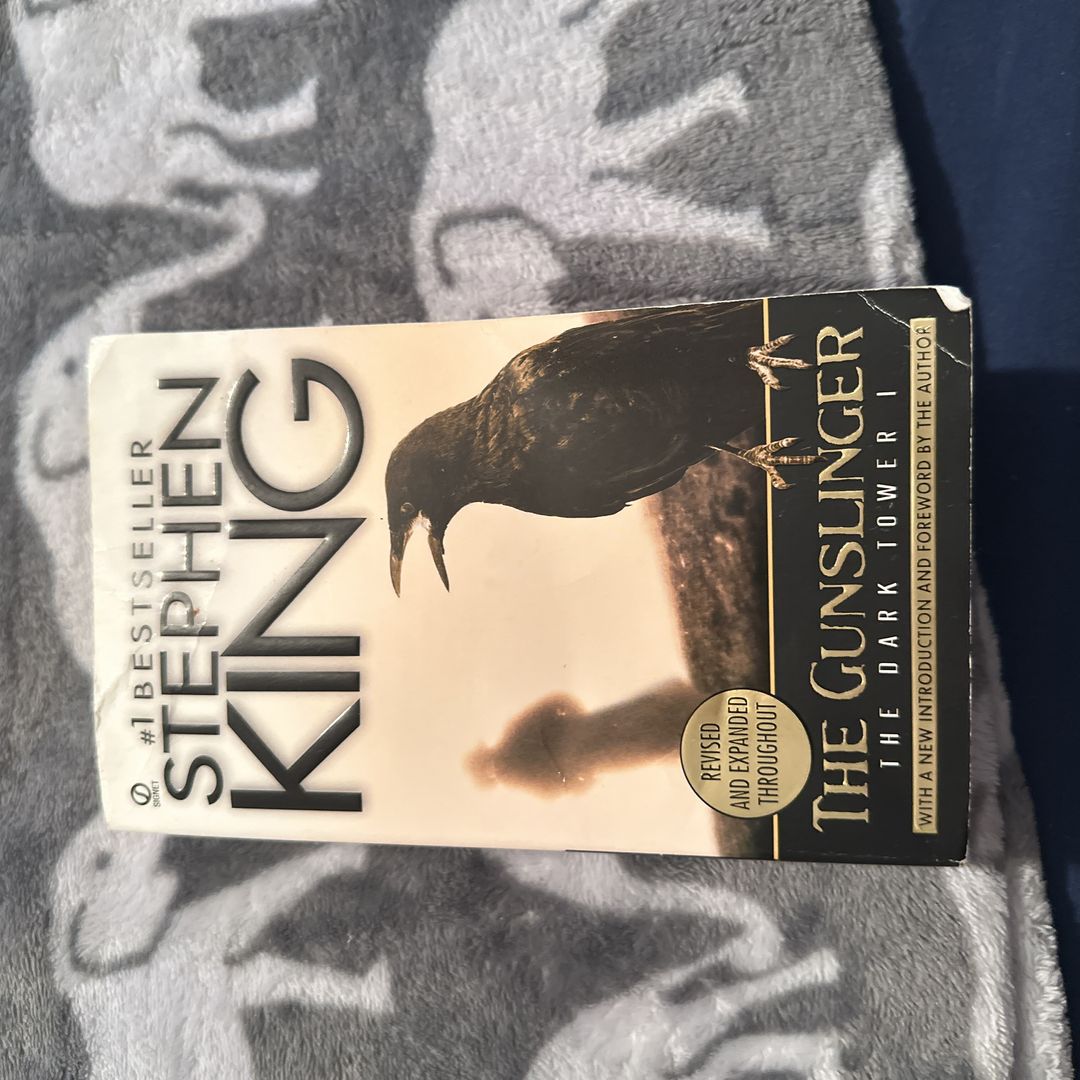 SIGNET
#1 BESTSELLER
STEPHEN
KING
REVISED
AND EXPANDED
THROUGHOUT
THE GUNSLINGER
THE DARK TOWER I
WITH A NEW INTRODUCTION AND FOREWORD BY THE AUTHOR